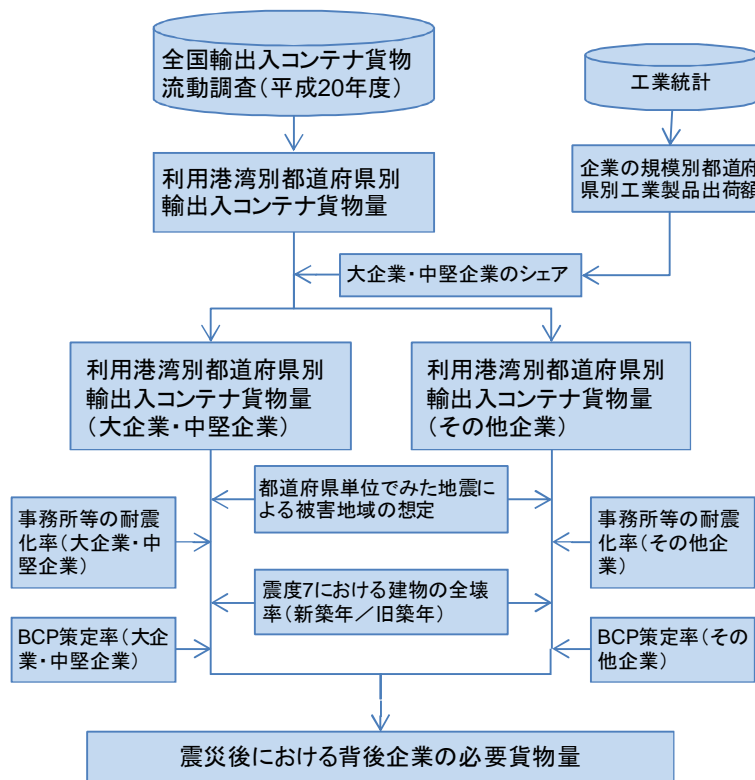 全国輸出入コンテナ貨物
流動調査(平成20年度)
工業統計
利用港湾別都道府県別
輸出入コンテナ貨物量
企業の規模別都道府
県別工業製品出荷額
大企業・中堅企業のシェア
利用港湾別都道府県別
輸出入コンテナ貨物量
(大企業・中堅企業)
利用港湾別都道府県別
輸出入コンテナ貨物量
(その他企業)
都道府県単位でみた地震に
よる被害地域の想定
事務所等の耐震
化率(大企業・中
堅企業)
事務所等の耐震
化率(その他企
業)
震度7における建物の全壊
率(新築年/旧築年)
BCP策定率(大企
業・中堅企業)
BCP策定率(その
他企業)
震災後における背後企業の必要貨物量